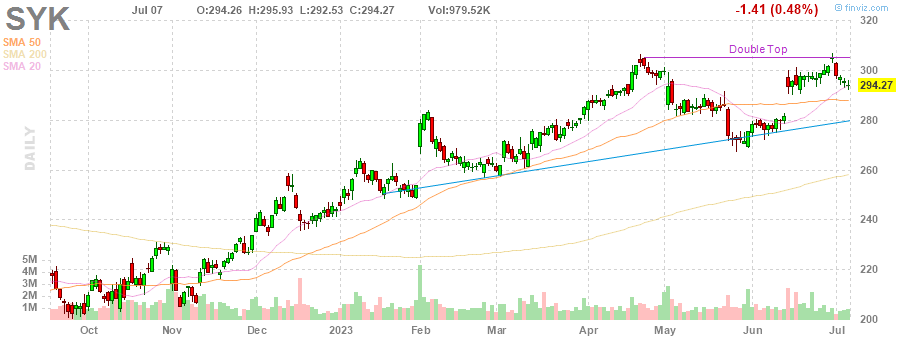 SYK Jul 07 O:294.26 H:295.93 L:292.53 C:294.27 Vol:979.52K -1.41 (0.48%) finviz.com
SMA 50
SMA 200
SMA 20
DAILY
Double Top
320
300
294.27
280
260
240
220
200
5M
4M
3M
2M
1M
Oct Nov Dec 2023 Feb Mar Apr May Jun Jul